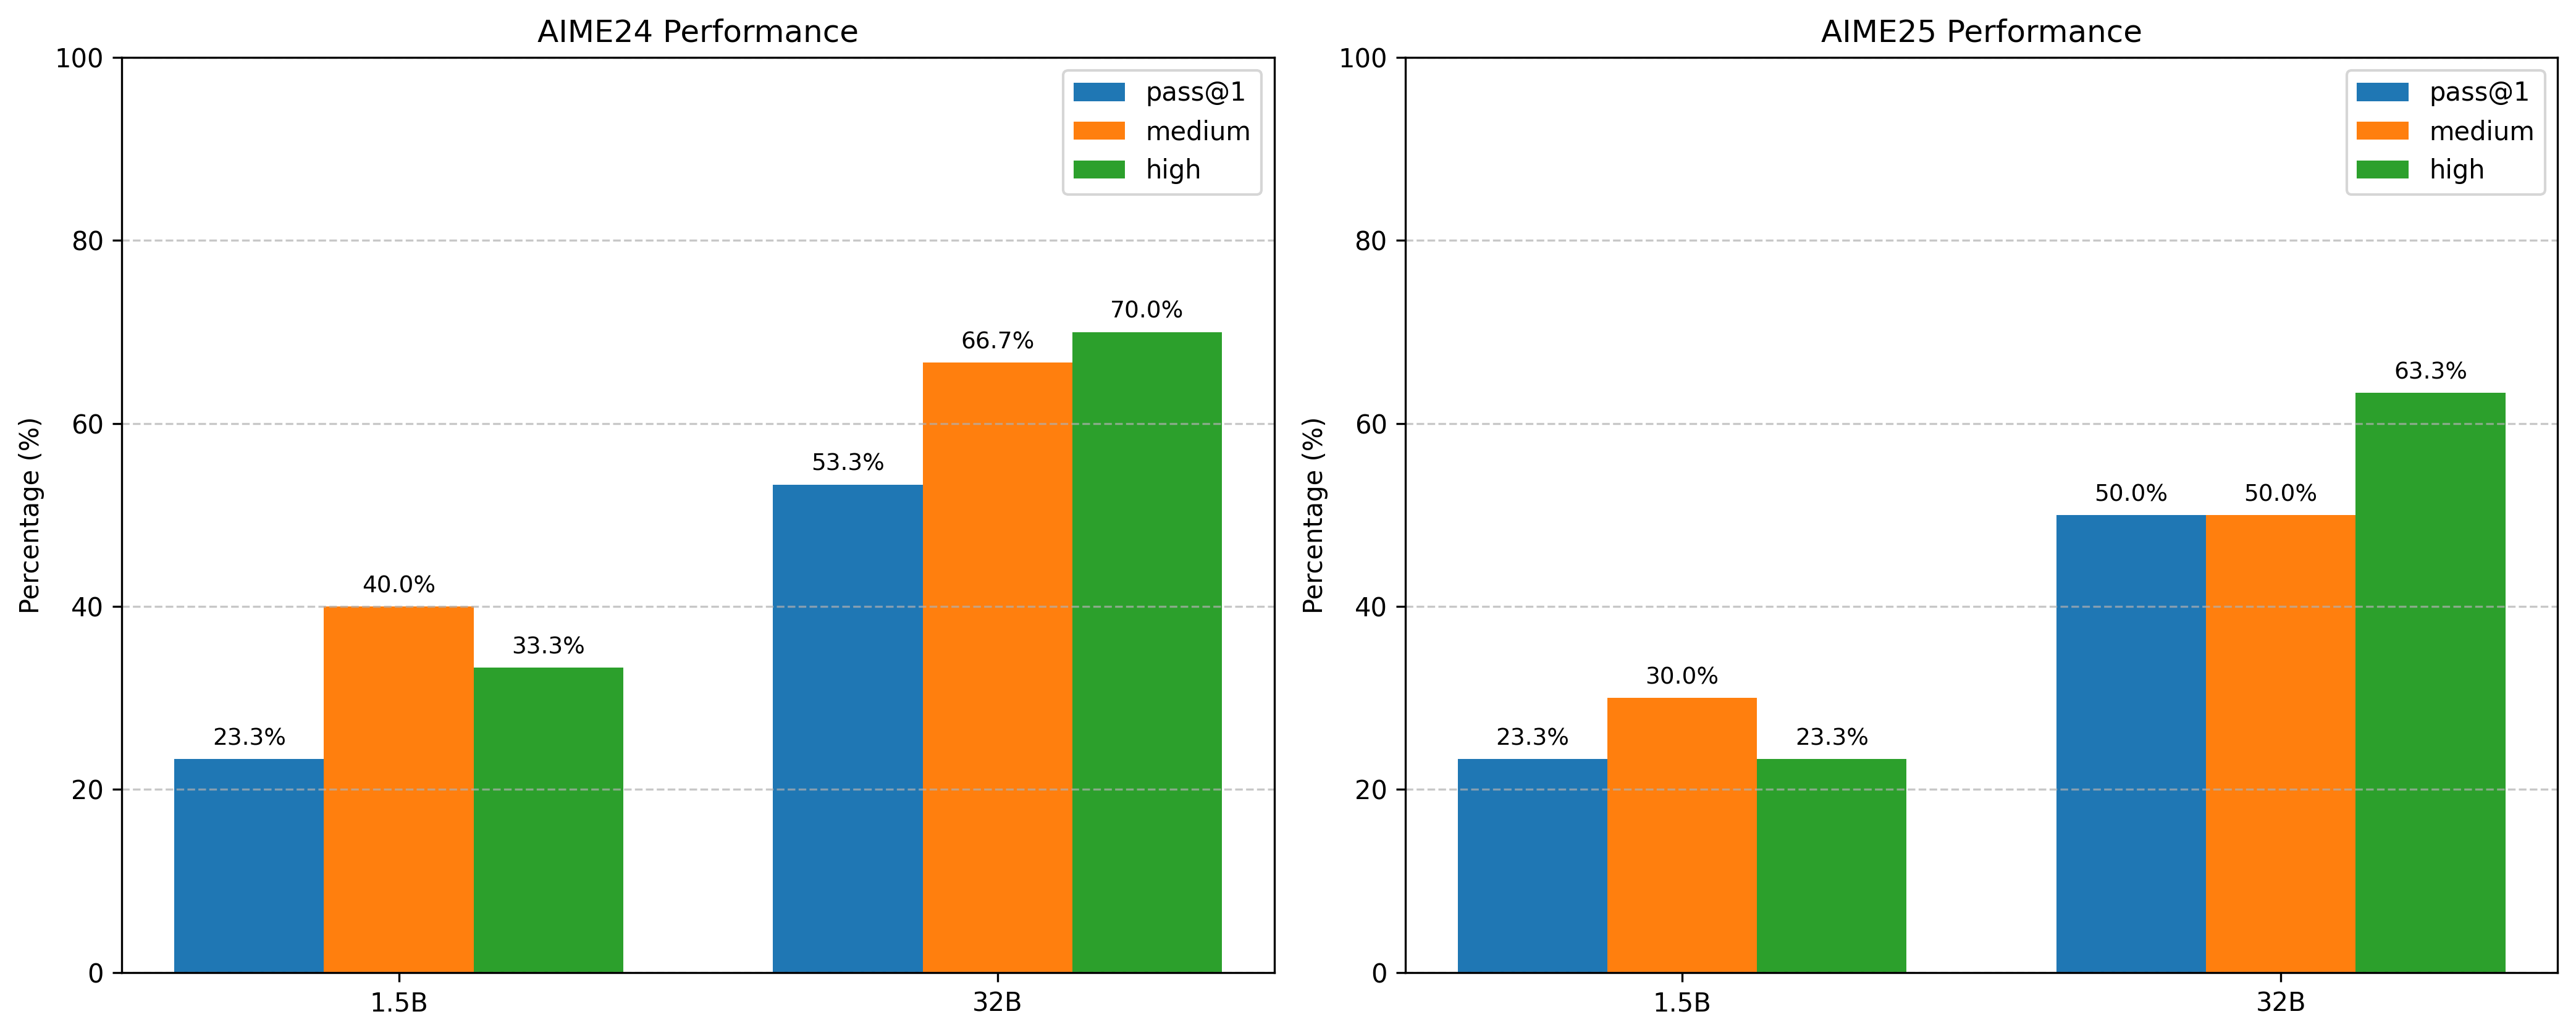 AIME24 Performance
Percentage (%)
100
80
60
40
20
0
pass@1
medium
high
23.3%
40.0%
33.3%
53.3%
66.7%
70.0%
1.5B
32B
AIME25 Performance
Percentage (%)
100
80
60
40
20
0
pass@1
medium
high
23.3%
30.0%
23.3%
50.0%
50.0%
63.3%
1.5B
32B